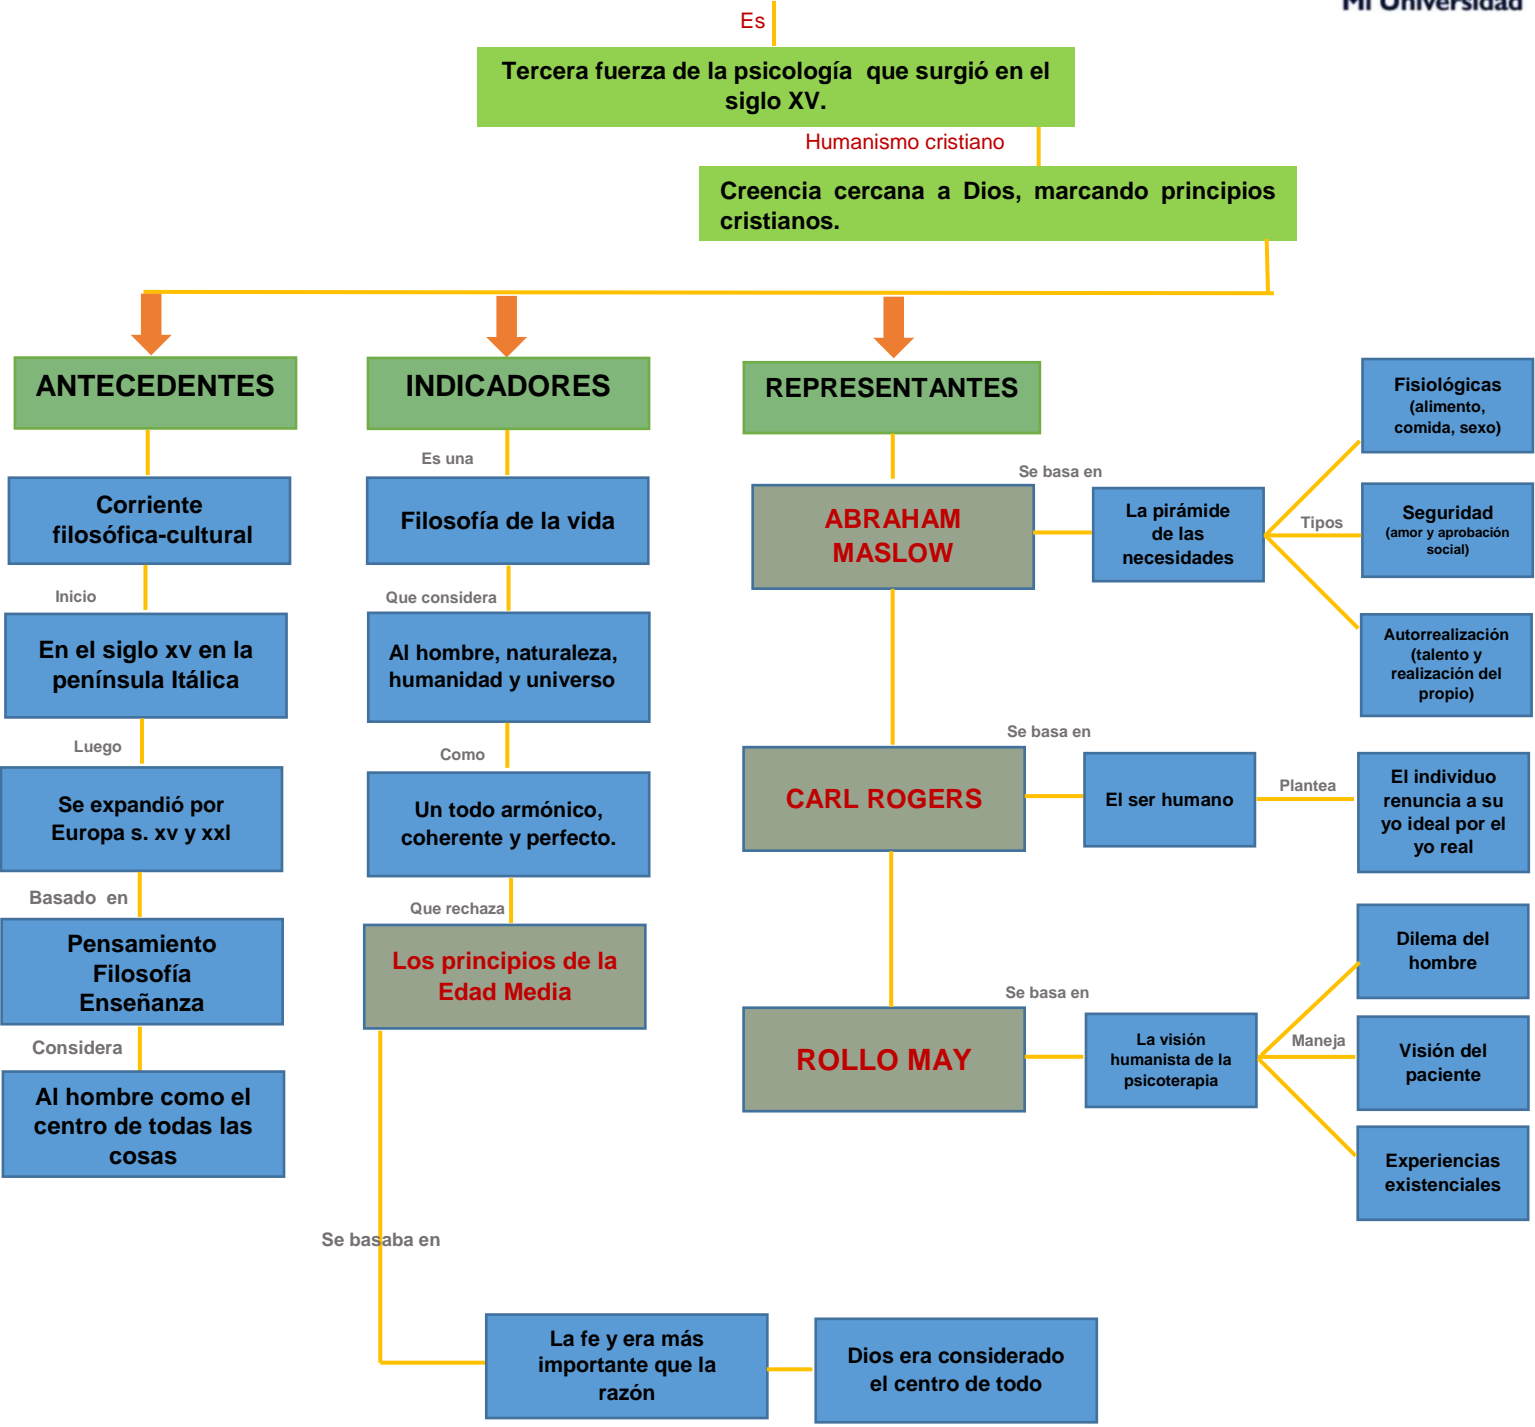 Mi Universidad
Es
Tercera fuerza de la psicología que surgió en el
siglo XV.
Humanismo cristiano
Creencia cercana a Dios, marcando principios
cristianos.
ANTECEDENTES
Corriente
filosófica-cultural
Inicio
En el siglo xv en la
península Itálica
Luego
Se expandió por
Europa s. xv y xxl
Basado en
Pensamiento
Filosofía
Enseñanza
Considera
Al hombre como el
centro de todas las
cosas
INDICADORES
Es una
Filosofía de la vida
Que considera
Al hombre, naturaleza,
humanidad y universo
Como
Un todo armónico,
coherente y perfecto.
Que rechaza
Los principios de la
Edad Media
Se basaba en
La fe y era más
importante que la
razón
Dios era considerado
el centro de todo
REPRESENTANTES
ABRAHAM
MASLOW
Se basa en
La pirámide
de las
necesidades
Tipos
Fisiológicas
(alimento,
comida, sexo)
Seguridad
(amor y aprobación
social)
Autorrealización
(talento y
realización del
propio)
CARL ROGERS
Se basa en
El ser humano
Plantea
El individuo
renuncia a su
yo ideal por el
yo real
ROLLO MAY
Se basa en
La visión
humanista de la
psicoterapia
Maneja
Dilema del
hombre
Visión del
paciente
Experiencias
existenciales